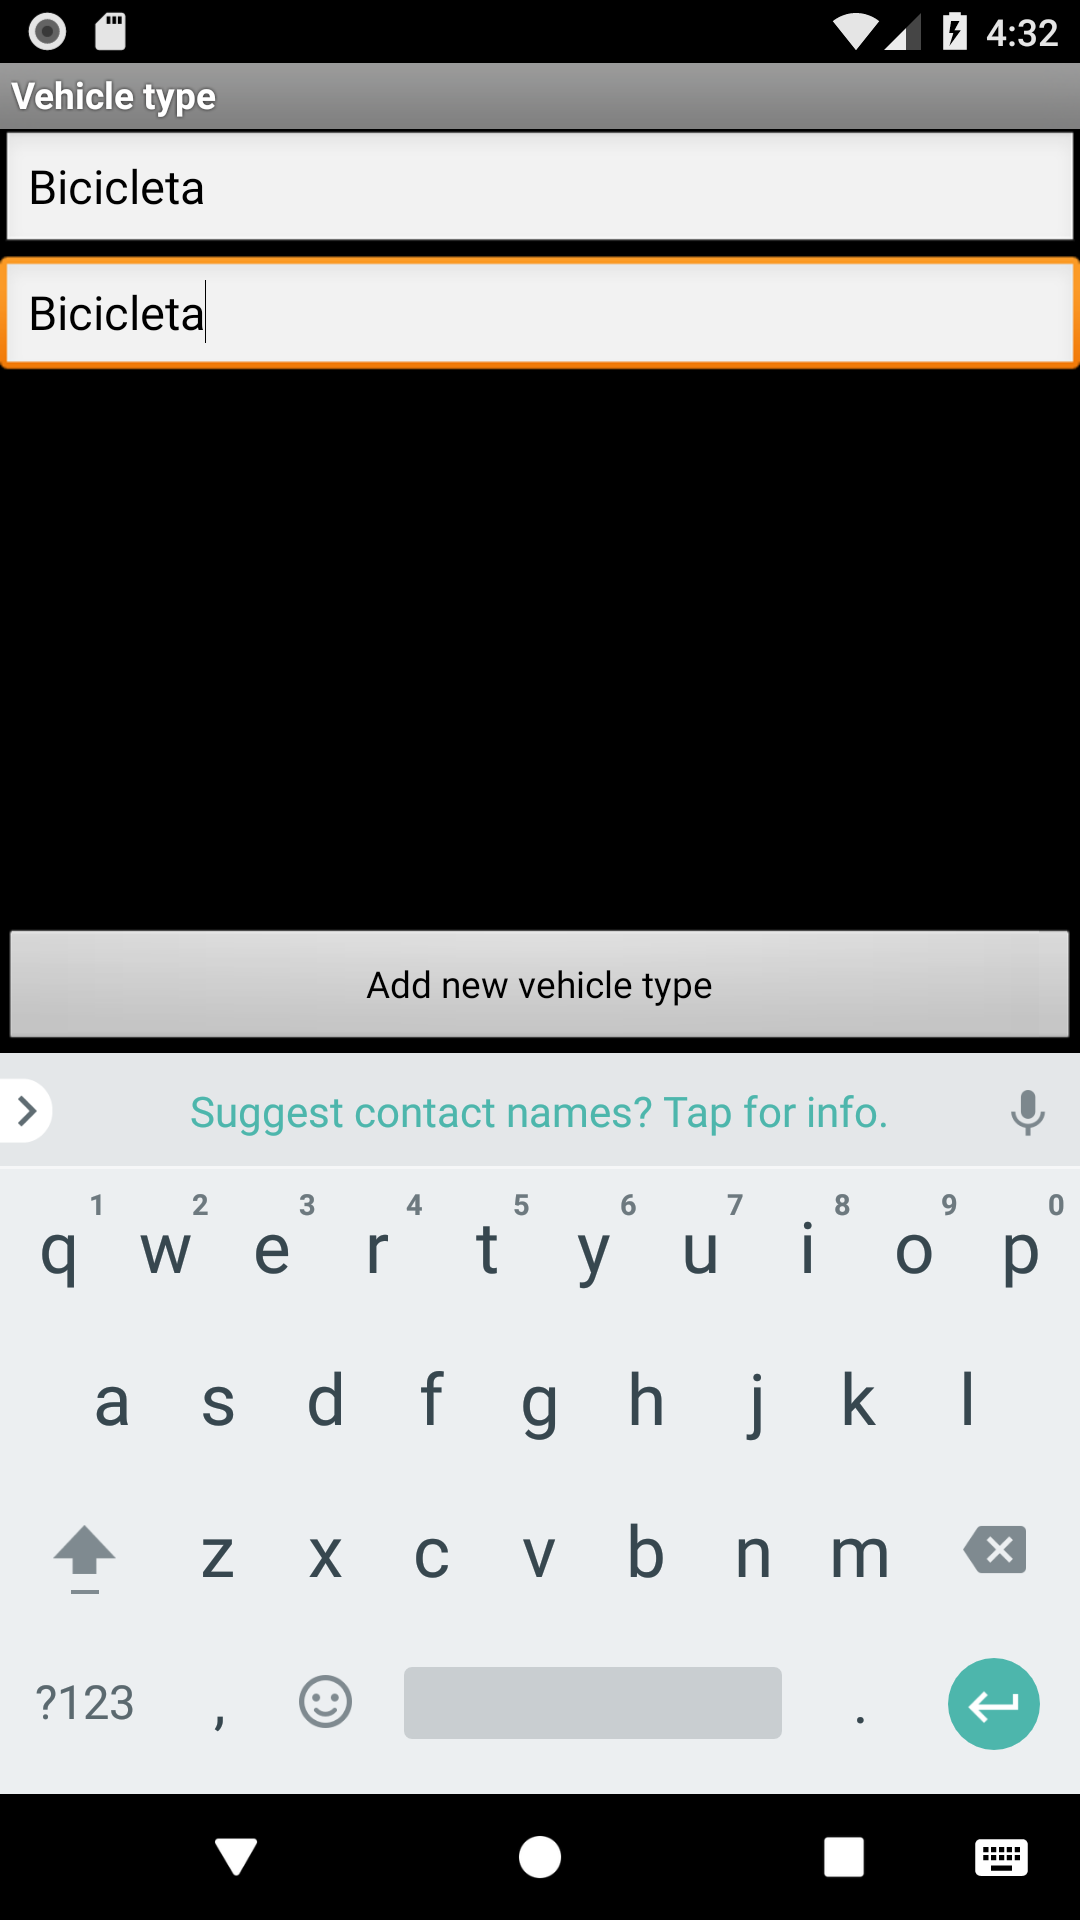 4:32
Vehicle type
Bicicleta
Bicicleta
Add new vehicle type
Suggest contact names? Tap for info.
1 2 3 4 5 6 7 8 9 0
q w e r t y u i o p
a s d f g h j k l
z x c v b n m
?123 , .